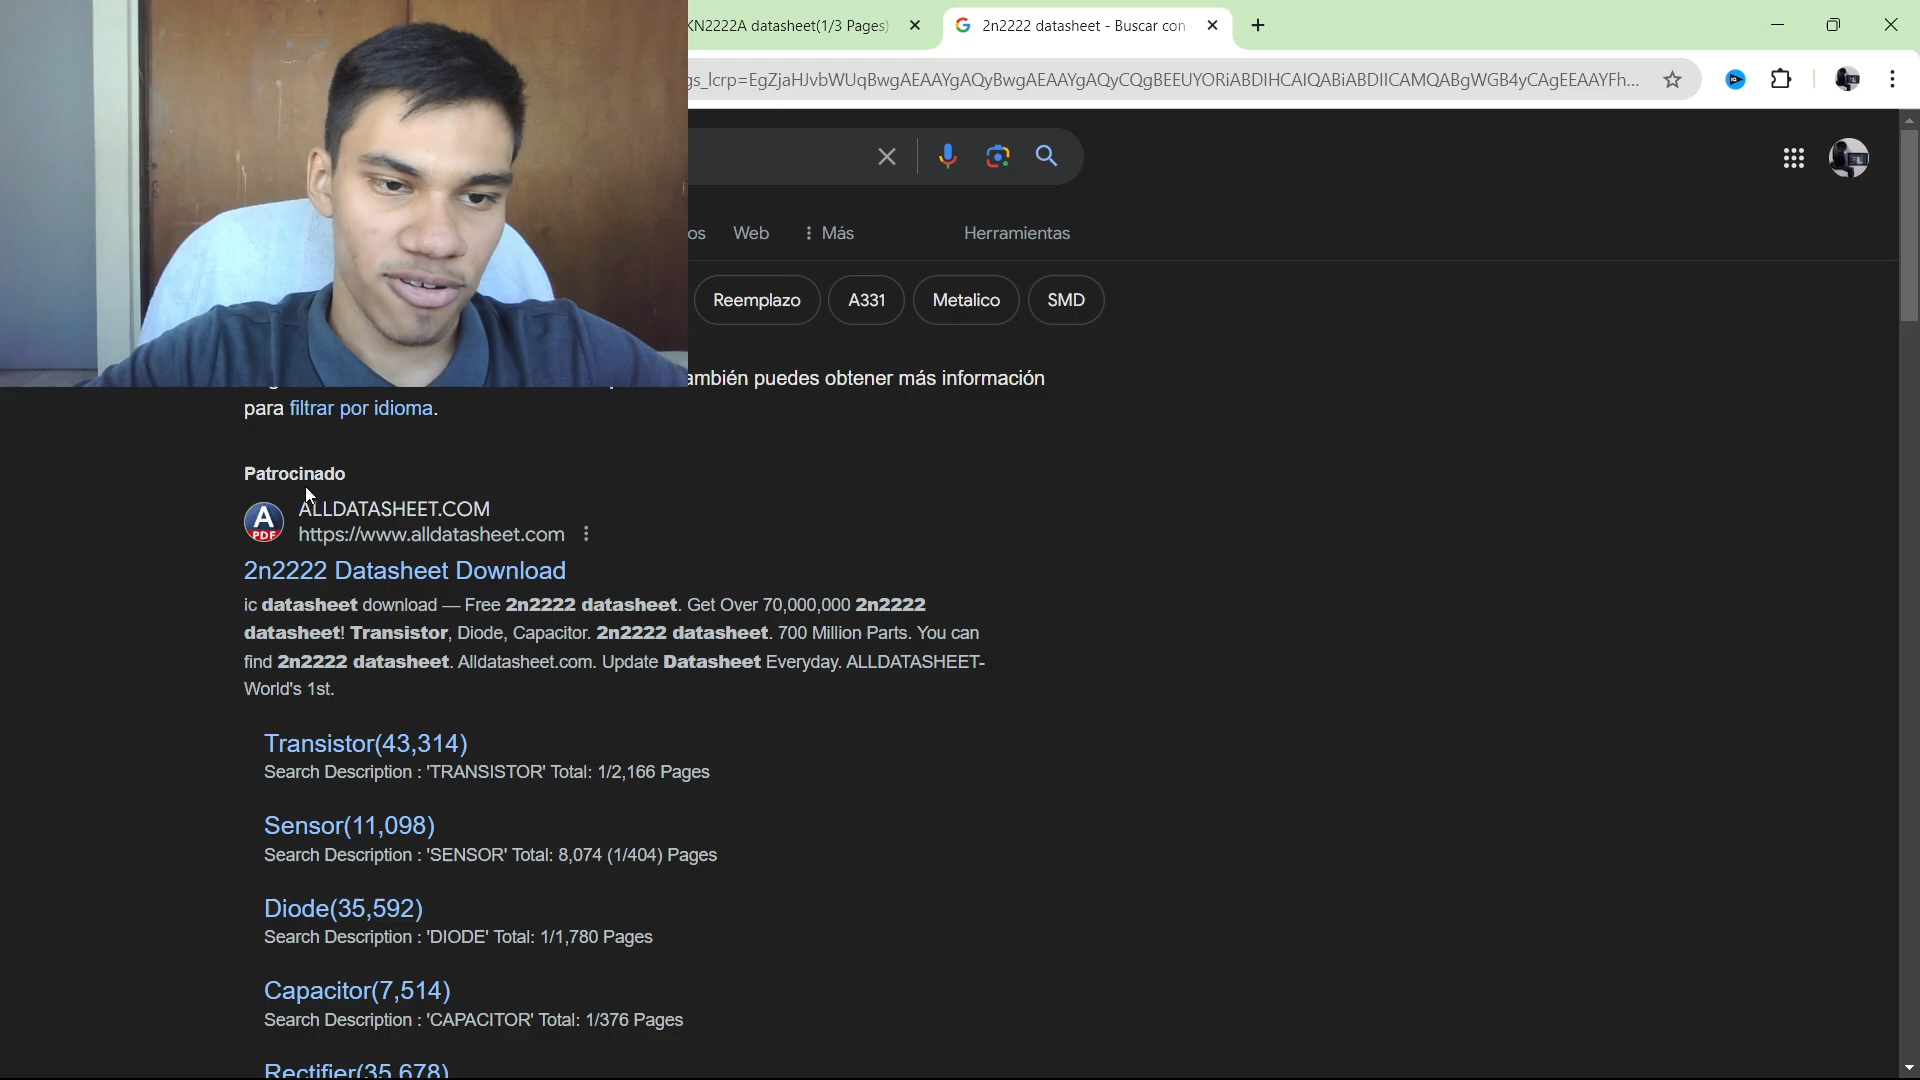 KN2222A datasheet(1/3 Pages)
2n2222 datasheet - Buscar con
gs_lcrp=EgZjaHJvbWUqBwgAEAAYgAQyBwgAEAAYgAQyCQgBEEUYORiABDIHCAIQABiABDIICAMQABgWGB4yCAgEEAAYFh...
os
Web
Más
Herramientas
Reemplazo
A331
Metalico
SMD
ambién puedes obtener más información
para filtrar por idioma.
Patrocinado
A
PDF
ALLDATASHEET.COM
https://www.alldatasheet.com
2n2222 Datasheet Download
ic datasheet download — Free 2n2222 datasheet. Get Over 70,000,000 2n2222
datasheet! Transistor, Diode, Capacitor. 2n2222 datasheet. 700 Million Parts. You can
find 2n2222 datasheet. Alldatasheet.com. Update Datasheet Everyday. ALLDATASHEET-
World's 1st.
Transistor(43,314)
Search Description : 'TRANSISTOR' Total: 1/2,166 Pages
Sensor(11,098)
Search Description : 'SENSOR' Total: 8,074 (1/404) Pages
Diode(35,592)
Search Description : 'DIODE' Total: 1/1,780 Pages
Capacitor(7,514)
Search Description : 'CAPACITOR' Total: 1/376 Pages
Rectifier(35,678)